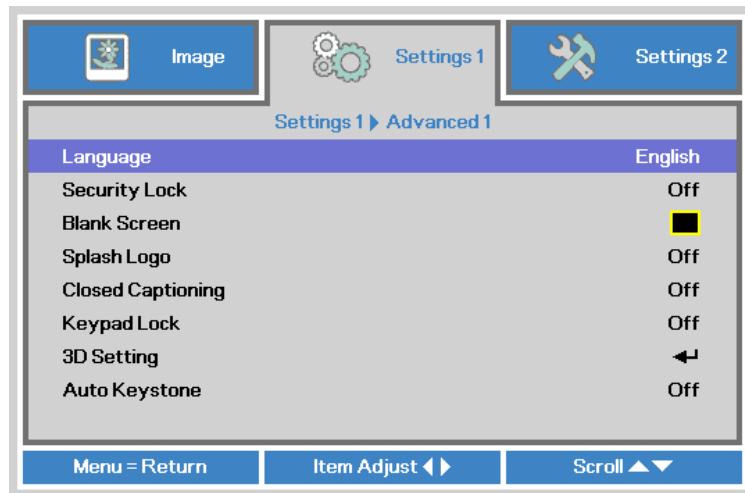 Image
Settings 1
Settings 2
Settings 1 ▶ Advanced 1
Language English
Security Lock Off
Blank Screen
Splash Logo Off
Closed Captioning Off
Keypad Lock Off
3D Setting ↵
Auto Keystone Off
Menu = Return
Item Adjust ◀ ▶
Scroll ▲▼